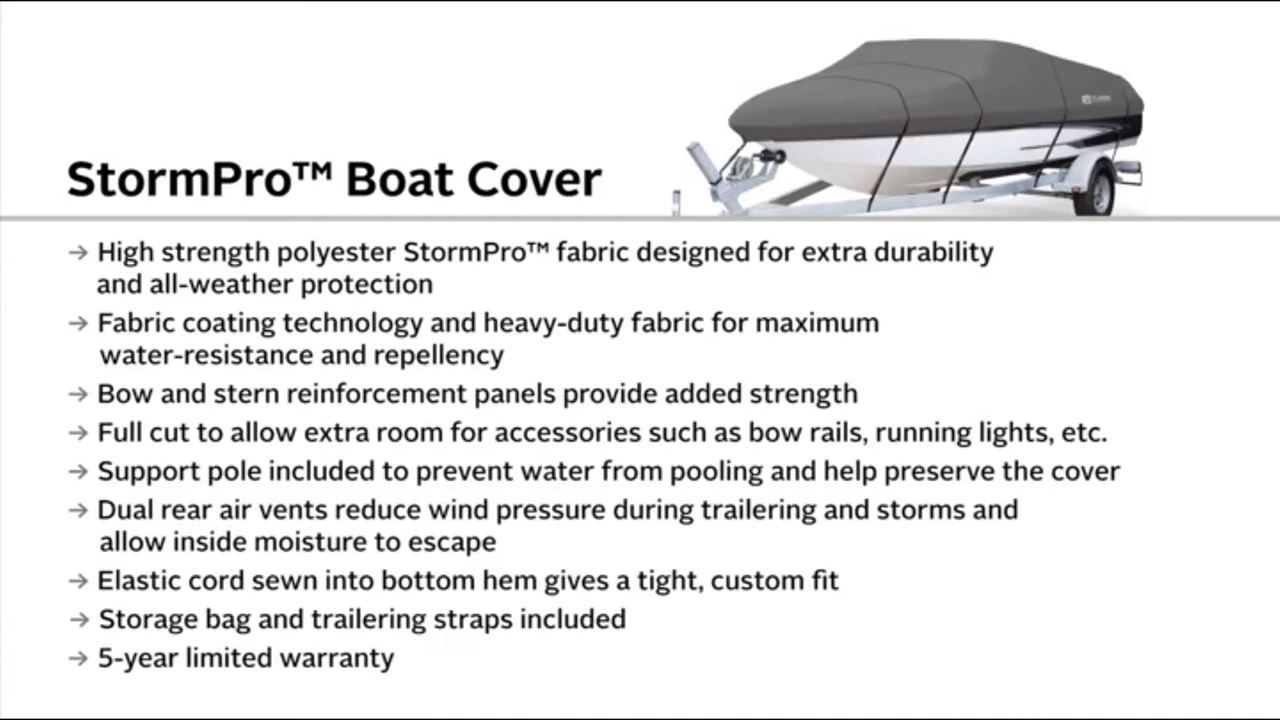 StormPro™ Boat Cover
→ High strength polyester StormPro™ fabric designed for extra durability
and all-weather protection
→ Fabric coating technology and heavy-duty fabric for maximum
water-resistance and repellency
→ Bow and stern reinforcement panels provide added strength
→ Full cut to allow extra room for accessories such as bow rails, running lights, etc.
→ Support pole included to prevent water from pooling and help preserve the cover
→ Dual rear air vents reduce wind pressure during trailering and storms and
allow inside moisture to escape
→ Elastic cord sewn into bottom hem gives a tight, custom fit
→ Storage bag and trailering straps included
→ 5-year limited warranty